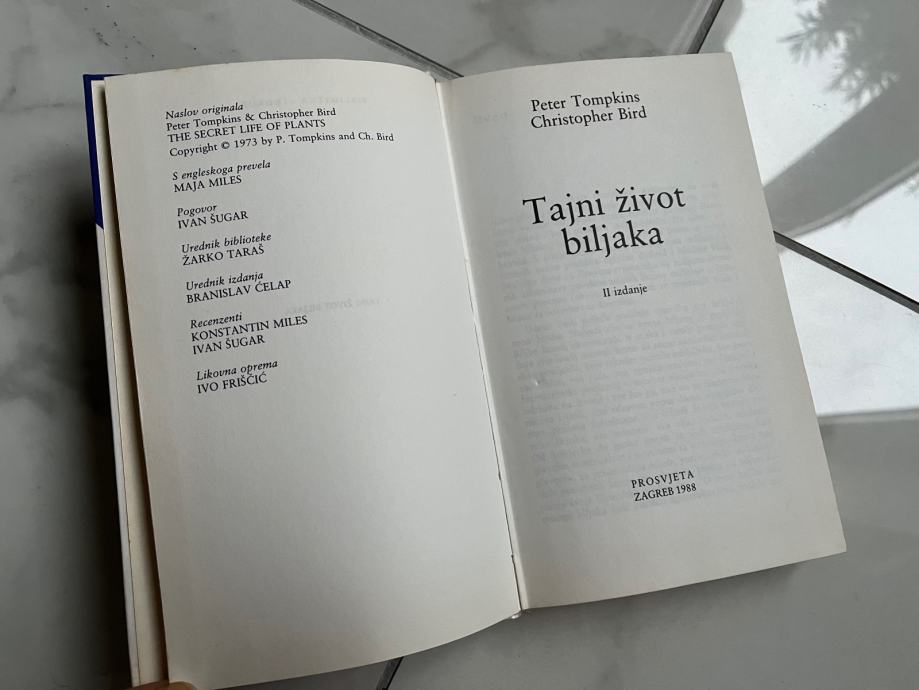 Naslov originala
Peter Tompkins & Christopher Bird
THE SECRET LIFE OF PLANTS
Copyright © 1973 by P. Tompkins and Ch. Bird
S engleskoga prevela
MAJA MILES
Pogovor
IVAN ŠUGAR
Urednik biblioteke
ŽARKO TARAŠ
Urednik izdanja
BRANISLAV ĆELAP
Recenzenti
KONSTANTIN MILES
IVAN ŠUGAR
Likovna oprema
IVO FRIŠČIĆ
Peter Tompkins
Christopher Bird
Tajni život
biljaka
II izdanje
PROSVJETA
ZAGREB 1988